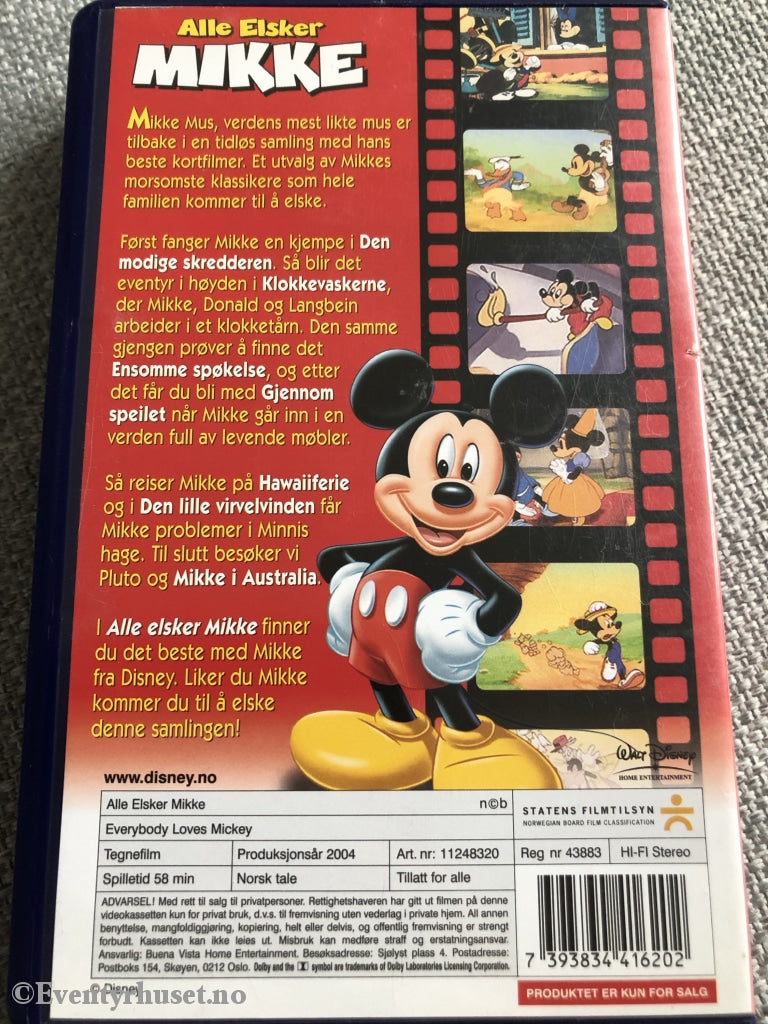 Alle Elsker
MIKKE
Mikke Mus, verdens mest likte mus er
tilbake i en tidløs samling med hans
beste kortfilmer. Et utvalg av Mikkes
morsomste klassikere som hele
familien kommer til å elske.
Først fanger Mikke en kjempe i Den
modige skredderen. Så blir det
eventyr i høyden i Klokkevaskerne,
der Mikke, Donald og Langbein
arbeider i et klokketårn. Den samme
gjengen prøver å finne det
Ensomme spøkelse, og etter
det får du bli med Gjennom
speilet når Mikke går inn i en
verden full av levende møbler.
Så reiser Mikke på Hawaiiferie
og i Den lille virvelvinden får
Mikke problemer i Minnis
hage. Til slutt besøker vi
Pluto og Mikke i Australia.
I Alle elsker Mikke finner
du det beste med Mikke
fra Disney. Liker du Mikke
kommer du til å elske
denne samlingen!
www.disney.no
Walt Disney
HOME ENTERTAINMENT
Alle Elsker Mikke n©b
Everybody Loves Mickey
STATENS FILMTILSYN
NORWEGIAN BOARD FILM CLASSIFICATION
Tegnefilm Produksjonsår 2004 Art. nr: 11248320 Reg nr 43883 HI-FI Stereo
Spilletid 58 min Norsk tale Tillatt for alle
ADVARSEL! Med rett til salg til privatpersoner. Rettighetshaveren har gitt ut filmen på denne
videokassetten kun for privat bruk, d.v.s. til fremvisning uten vederlag i private hjem. All annen
benyttelse, mangfoldiggjøring, kopiering, helt eller delvis, og offentlig fremvisning er strengt
forbudt. Kassetten kan ikke leies ut. Misbruk kan medføre straff og erstatningsansvar.
Ansvarlig: Buena Vista Home Entertainment. Besøksadresse: Sjølyst plass 4. Postadresse:
Postboks 154, Skøyen, 0212 Oslo. Dolby and the symbol are trademarks of Dolby Laboratories Licensing Corporation.
© Disney
7 393834 416202
PRODUKTET ER KUN FOR SALG
©Eventyrhuset.no